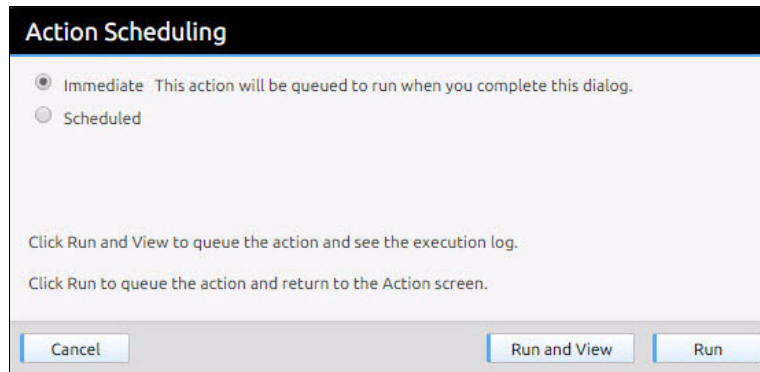 Action Scheduling
Immediate This action will be queued to run when you complete this dialog.
Scheduled
Click Run and View to queue the action and see the execution log.
Click Run to queue the action and return to the Action screen.
Cancel Run and View Run